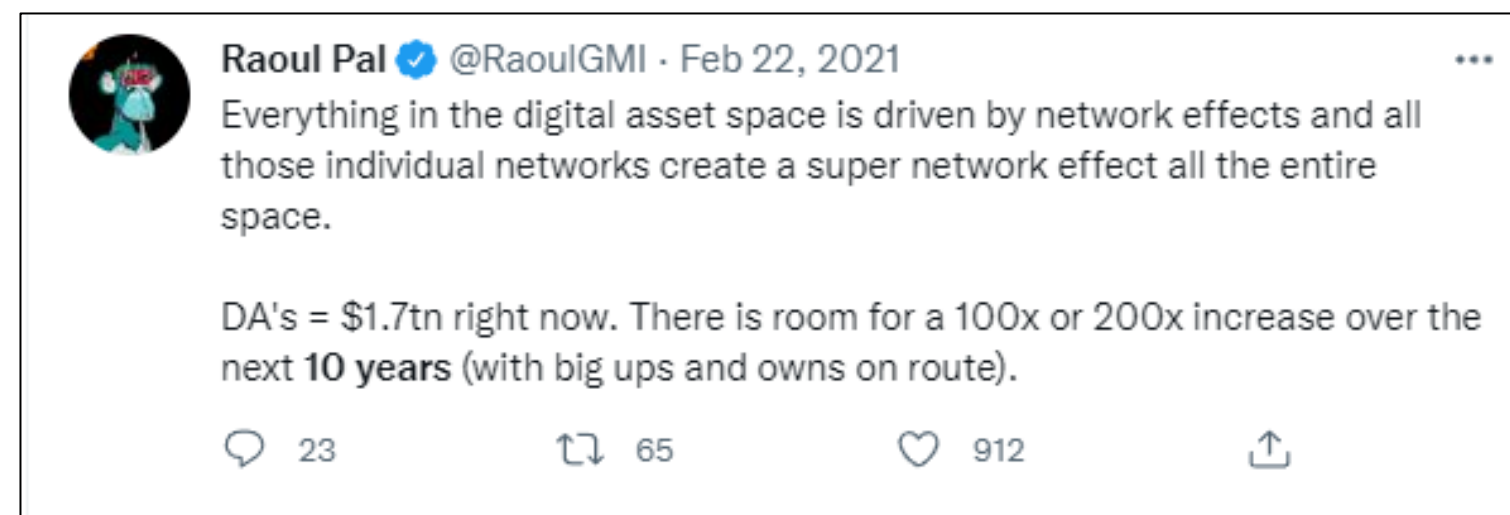 Raoul Pal @RaoulGMI · Feb 22, 2021
Everything in the digital asset space is driven by network effects and all
those individual networks create a super network effect all the entire
space.
DA's = $1.7tn right now. There is room for a 100x or 200x increase over the
next 10 years (with big ups and owns on route).
23 65 912